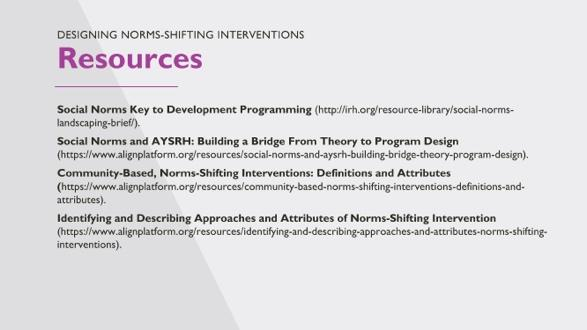 DESIGNING NORMS-SHIFTING INTERVENTIONS
Resources
Social Norms Key to Development Programming (http://irh.org/resource-library/social-norms-
landscaping-brief/).
Social Norms and AYSRH: Building a Bridge From Theory to Program Design
(https://www.alignplatform.org/resources/social-norms-and-aysrh-building-bridge-theory-program-design).
Community-Based, Norms-Shifting Interventions: Definitions and Attributes
(https://www.alignplatform.org/resources/community-based-norms-shifting-interventions-definitions-and-
attributes).
Identifying and Describing Approaches and Attributes of Norms-Shifting Intervention
(https://www.alignplatform.org/resources/identifying-and-describing-approaches-and-attributes-norms-shifting-
interventions).